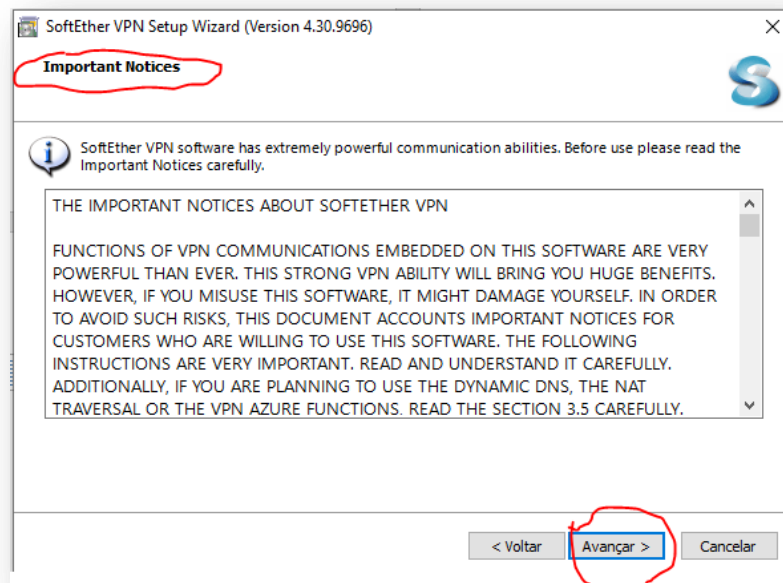 SoftEther VPN Setup Wizard (Version 4.30.9696)
Important Notices
SoftEther VPN software has extremely powerful communication abilities. Before use please read the
Important Notices carefully.
THE IMPORTANT NOTICES ABOUT SOFTETHER VPN
FUNCTIONS OF VPN COMMUNICATIONS EMBEDDED ON THIS SOFTWARE ARE VERY
POWERFUL THAN EVER. THIS STRONG VPN ABILITY WILL BRING YOU HUGE BENEFITS.
HOWEVER, IF YOU MISUSE THIS SOFTWARE, IT MIGHT DAMAGE YOURSELF. IN ORDER
TO AVOID SUCH RISKS, THIS DOCUMENT ACCOUNTS IMPORTANT NOTICES FOR
CUSTOMERS WHO ARE WILLING TO USE THIS SOFTWARE. THE FOLLOWING
INSTRUCTIONS ARE VERY IMPORTANT. READ AND UNDERSTAND IT CAREFULLY.
ADDITIONALLY, IF YOU ARE PLANNING TO USE THE DYNAMIC DNS, THE NAT
TRAVERSAL OR THE VPN AZURE FUNCTIONS. READ THE SECTION 3.5 CAREFULLY.
< Voltar Avançar > Cancelar